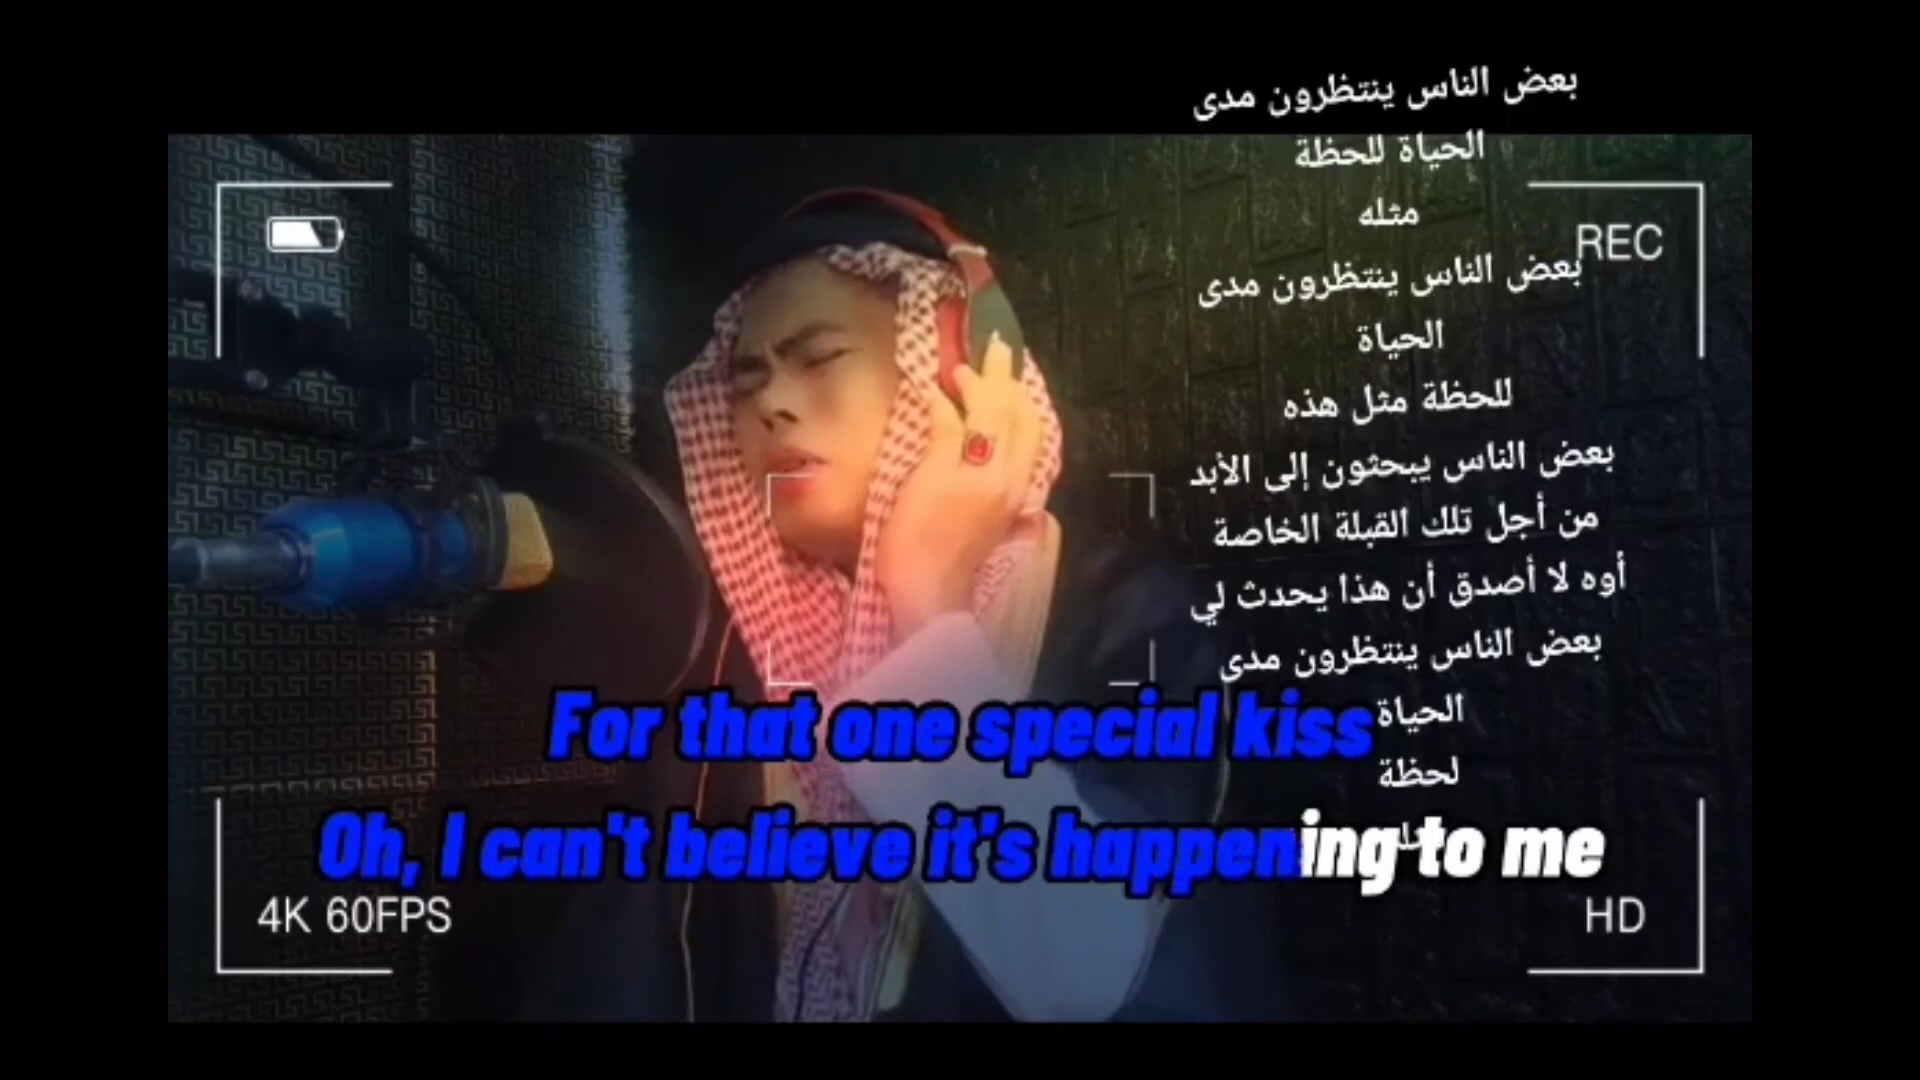 بعض الناس ينتظرون مدى
الحياة للحظة
مثله
REC
بعض الناس ينتظرون مدى
الحياة
للحظة مثل هذه
بعض الناس يبحثون إلى الأبد
من أجل تلك القبلة الخاصة
أوه لا أصدق أن هذا يحدث لي
بعض الناس ينتظرون مدى
الحياة
لحظة
For that one special kiss
Oh, I can't believe it's happening to me
4K 60FPS
HD